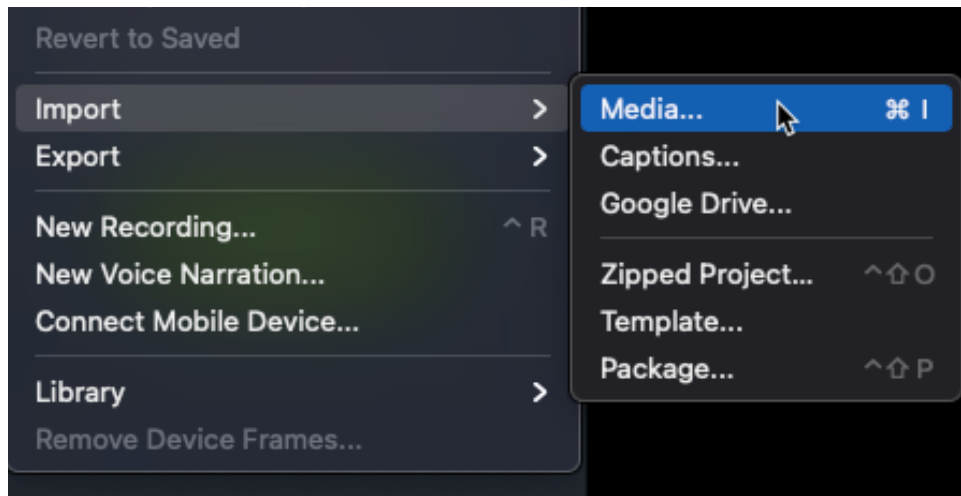 Revert to Saved
Import >
Export >
New Recording... ^ R
New Voice Narration...
Connect Mobile Device...
Library >
Remove Device Frames...
Media... ⌘ I
Captions...
Google Drive...
Zipped Project... ^⇧O
Template...
Package... ^⇧P